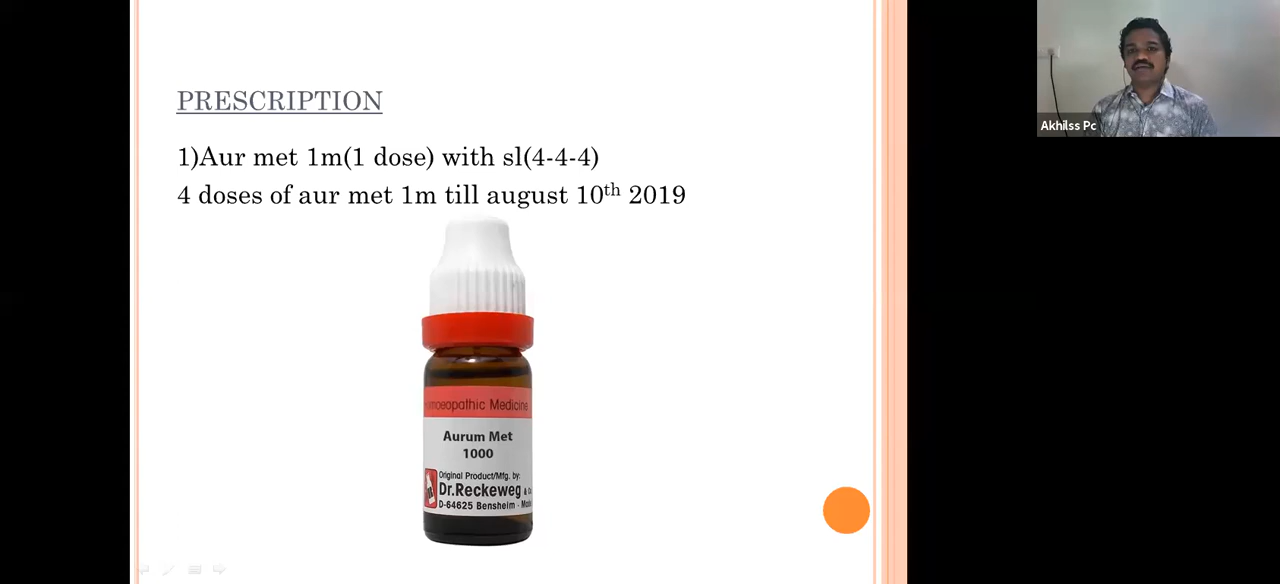 PRESCRIPTION
1)Aur met 1m(1 dose) with sl(4-4-4)
4 doses of aur met 1m till august 10th 2019
Medicine
Aurum Met
1000
Original Product/Mfg. by:
Dr.Reckeweg &
D-64625 Bensheim -
Akhilss Pc